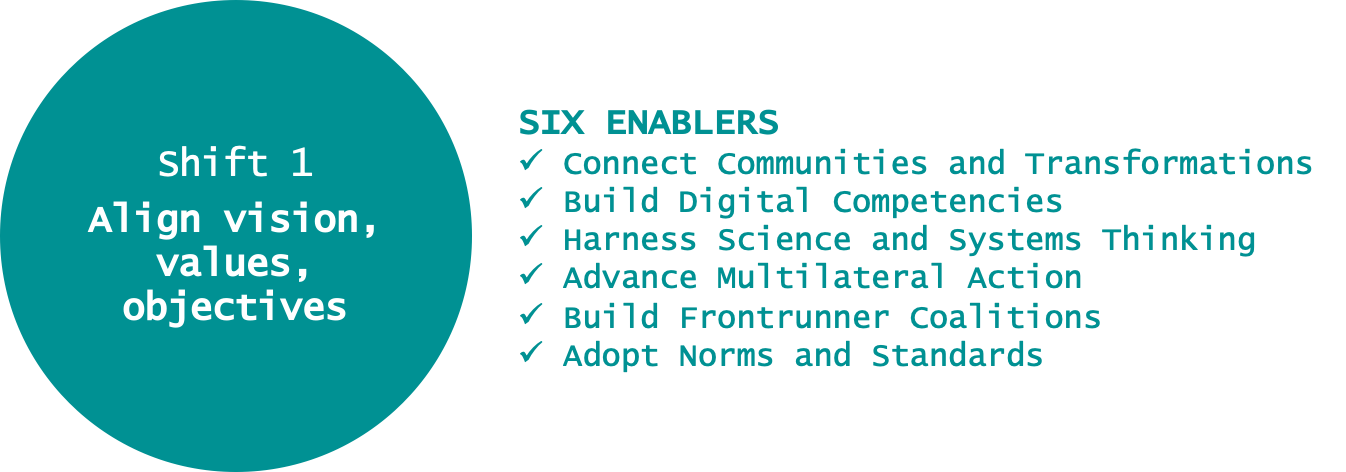 Shift 1
Align vision,
values,
objectives
SIX ENABLERS
✓ Connect Communities and Transformations
✓ Build Digital Competencies
✓ Harness Science and Systems Thinking
✓ Advance Multilateral Action
✓ Build Frontrunner Coalitions
✓ Adopt Norms and Standards